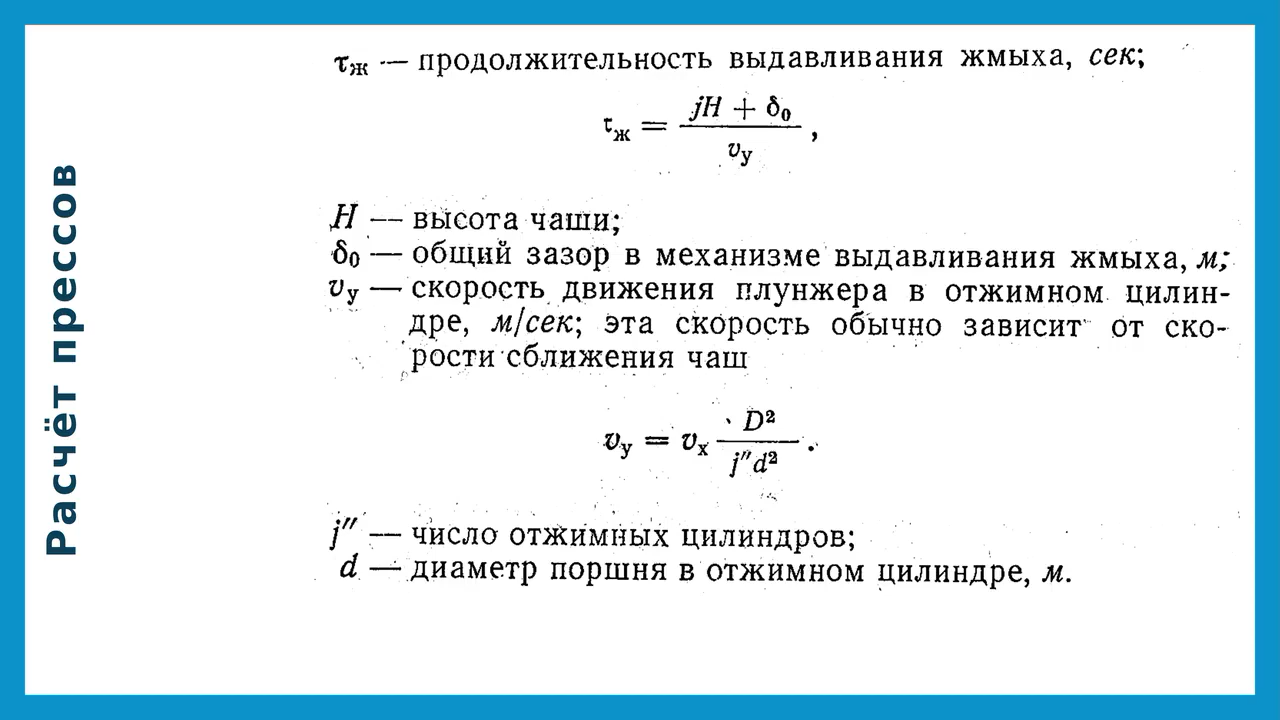 Расчёт прессов
τж — продолжительность выдавливания жмыха, сек;
τж = (jH + δ0) / vу ,
H — высота чаши;
δ0 — общий зазор в механизме выдавливания жмыха, м;
vу — скорость движения плунжера в отжимном цилин-
дре, м/сек; эта скорость обычно зависит от ско-
рости сближения чаш
vу = vх D² / j″d² .
j″ — число отжимных цилиндров;
d — диаметр поршня в отжимном цилиндре, м.